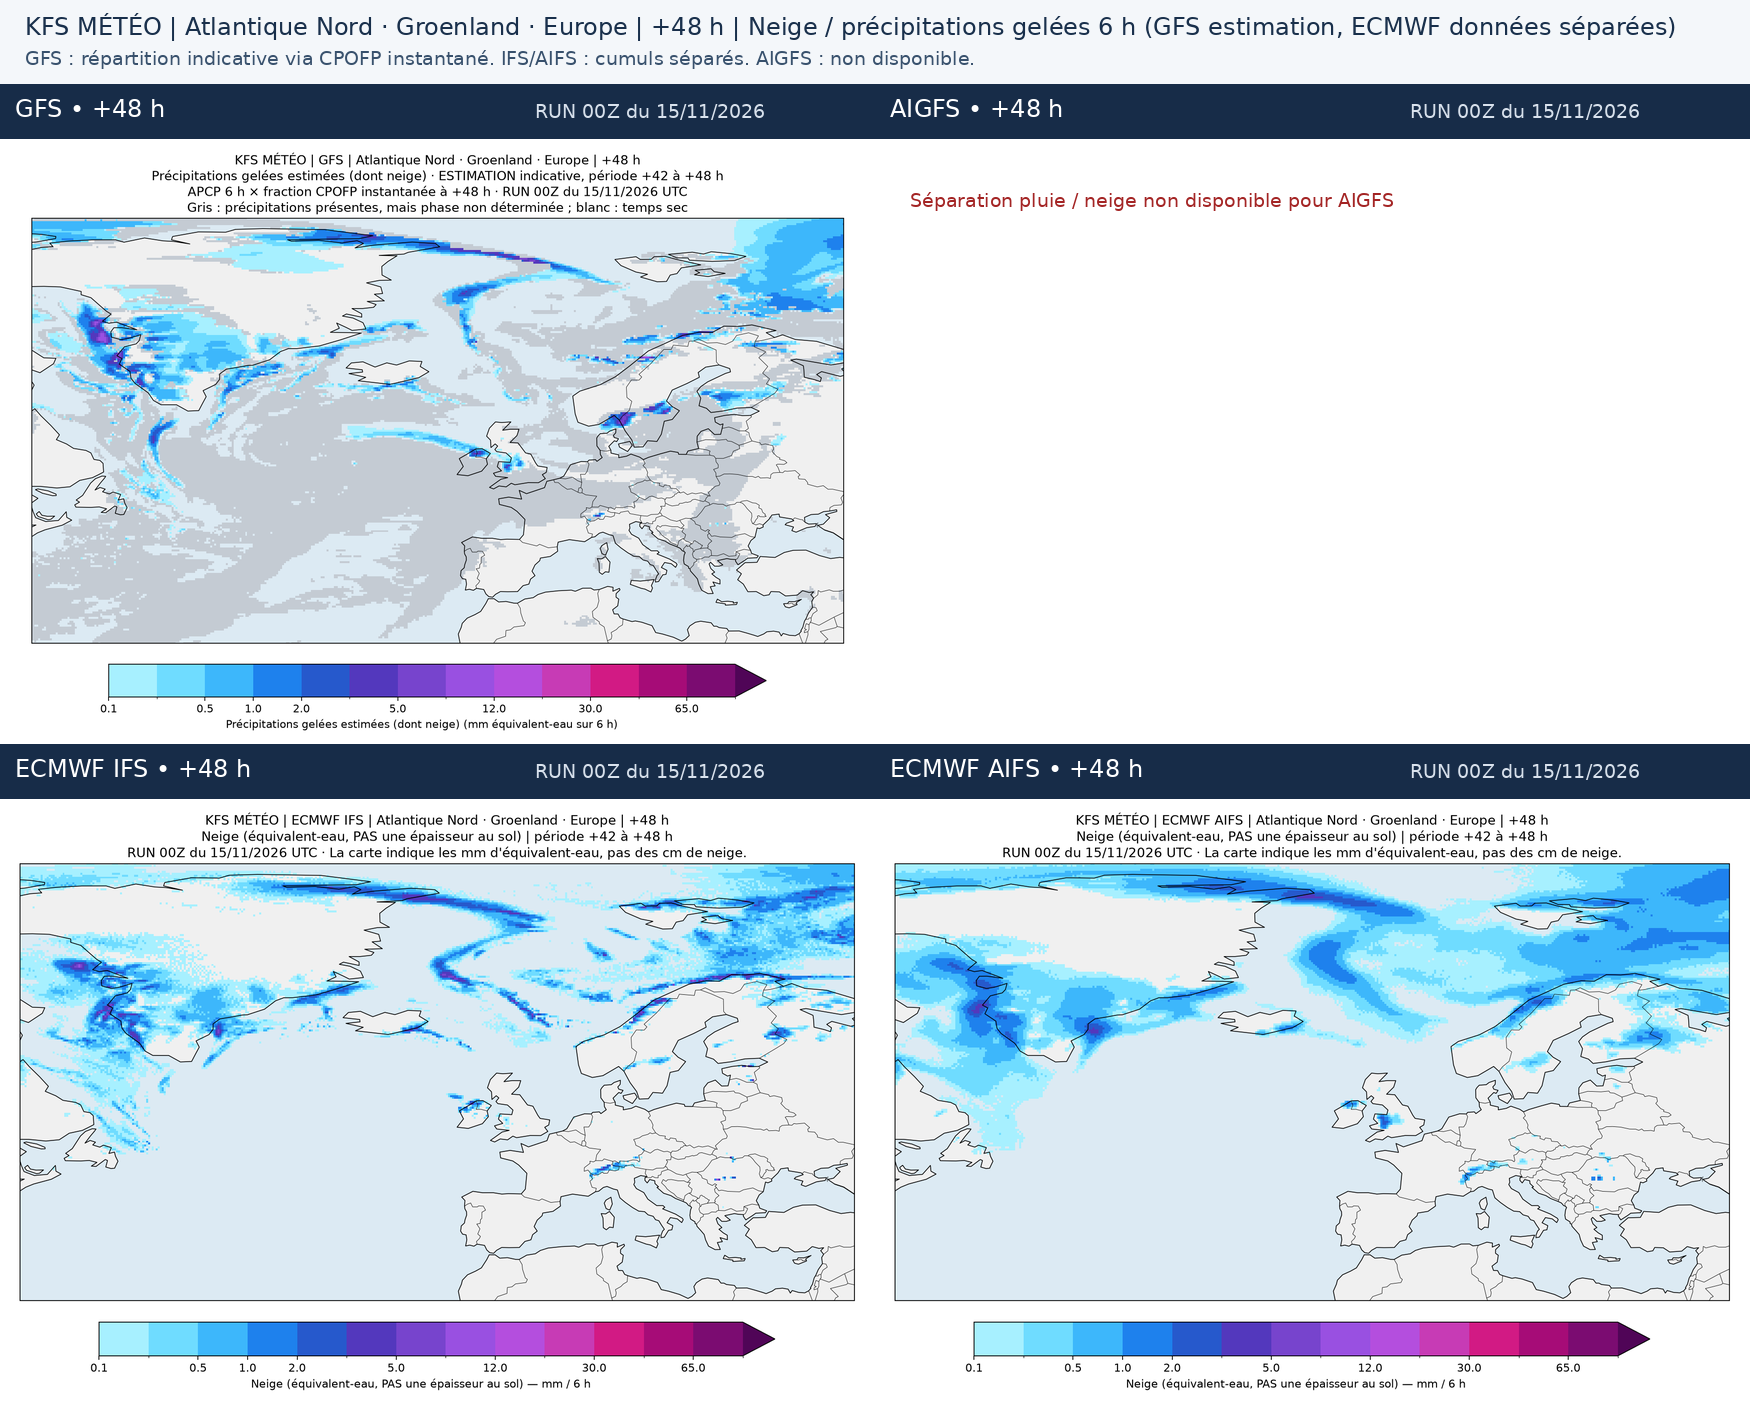 KFS MÉTÉO | Atlantique Nord · Groenland · Europe | +48 h | Neige / précipitations gelées 6 h (GFS estimation, ECMWF données séparées)
GFS : répartition indicative via CPOFP instantané. IFS/AIFS : cumuls séparés. AIGFS : non disponible.
GFS • +48 h
RUN 00Z du 15/11/2026
AIGFS • +48 h
RUN 00Z du 15/11/2026
KFS MÉTÉO | GFS | Atlantique Nord · Groenland · Europe | +48 h
Précipitations gelées estimées (dont neige) · ESTIMATION indicative, période +42 à +48 h
APCP 6 h × fraction CPOFP instantanée à +48 h · RUN 00Z du 15/11/2026 UTC
Gris : précipitations présentes, mais phase non déterminée ; blanc : temps sec
Séparation pluie / neige non disponible pour AIGFS
0.1 0.5 1.0 2.0 5.0 12.0 30.0 65.0
Précipitations gelées estimées (dont neige) (mm équivalent-eau sur 6 h)
ECMWF IFS • +48 h
RUN 00Z du 15/11/2026
ECMWF AIFS • +48 h
RUN 00Z du 15/11/2026
KFS MÉTÉO | ECMWF IFS | Atlantique Nord · Groenland · Europe | +48 h
Neige (équivalent-eau, PAS une épaisseur au sol) | période +42 à +48 h
RUN 00Z du 15/11/2026 UTC · La carte indique les mm d'équivalent-eau, pas des cm de neige.
KFS MÉTÉO | ECMWF AIFS | Atlantique Nord · Groenland · Europe | +48 h
Neige (équivalent-eau, PAS une épaisseur au sol) | période +42 à +48 h
RUN 00Z du 15/11/2026 UTC · La carte indique les mm d'équivalent-eau, pas des cm de neige.
0.1 0.5 1.0 2.0 5.0 12.0 30.0 65.0
Neige (équivalent-eau, PAS une épaisseur au sol) — mm / 6 h
0.1 0.5 1.0 2.0 5.0 12.0 30.0 65.0
Neige (équivalent-eau, PAS une épaisseur au sol) — mm / 6 h